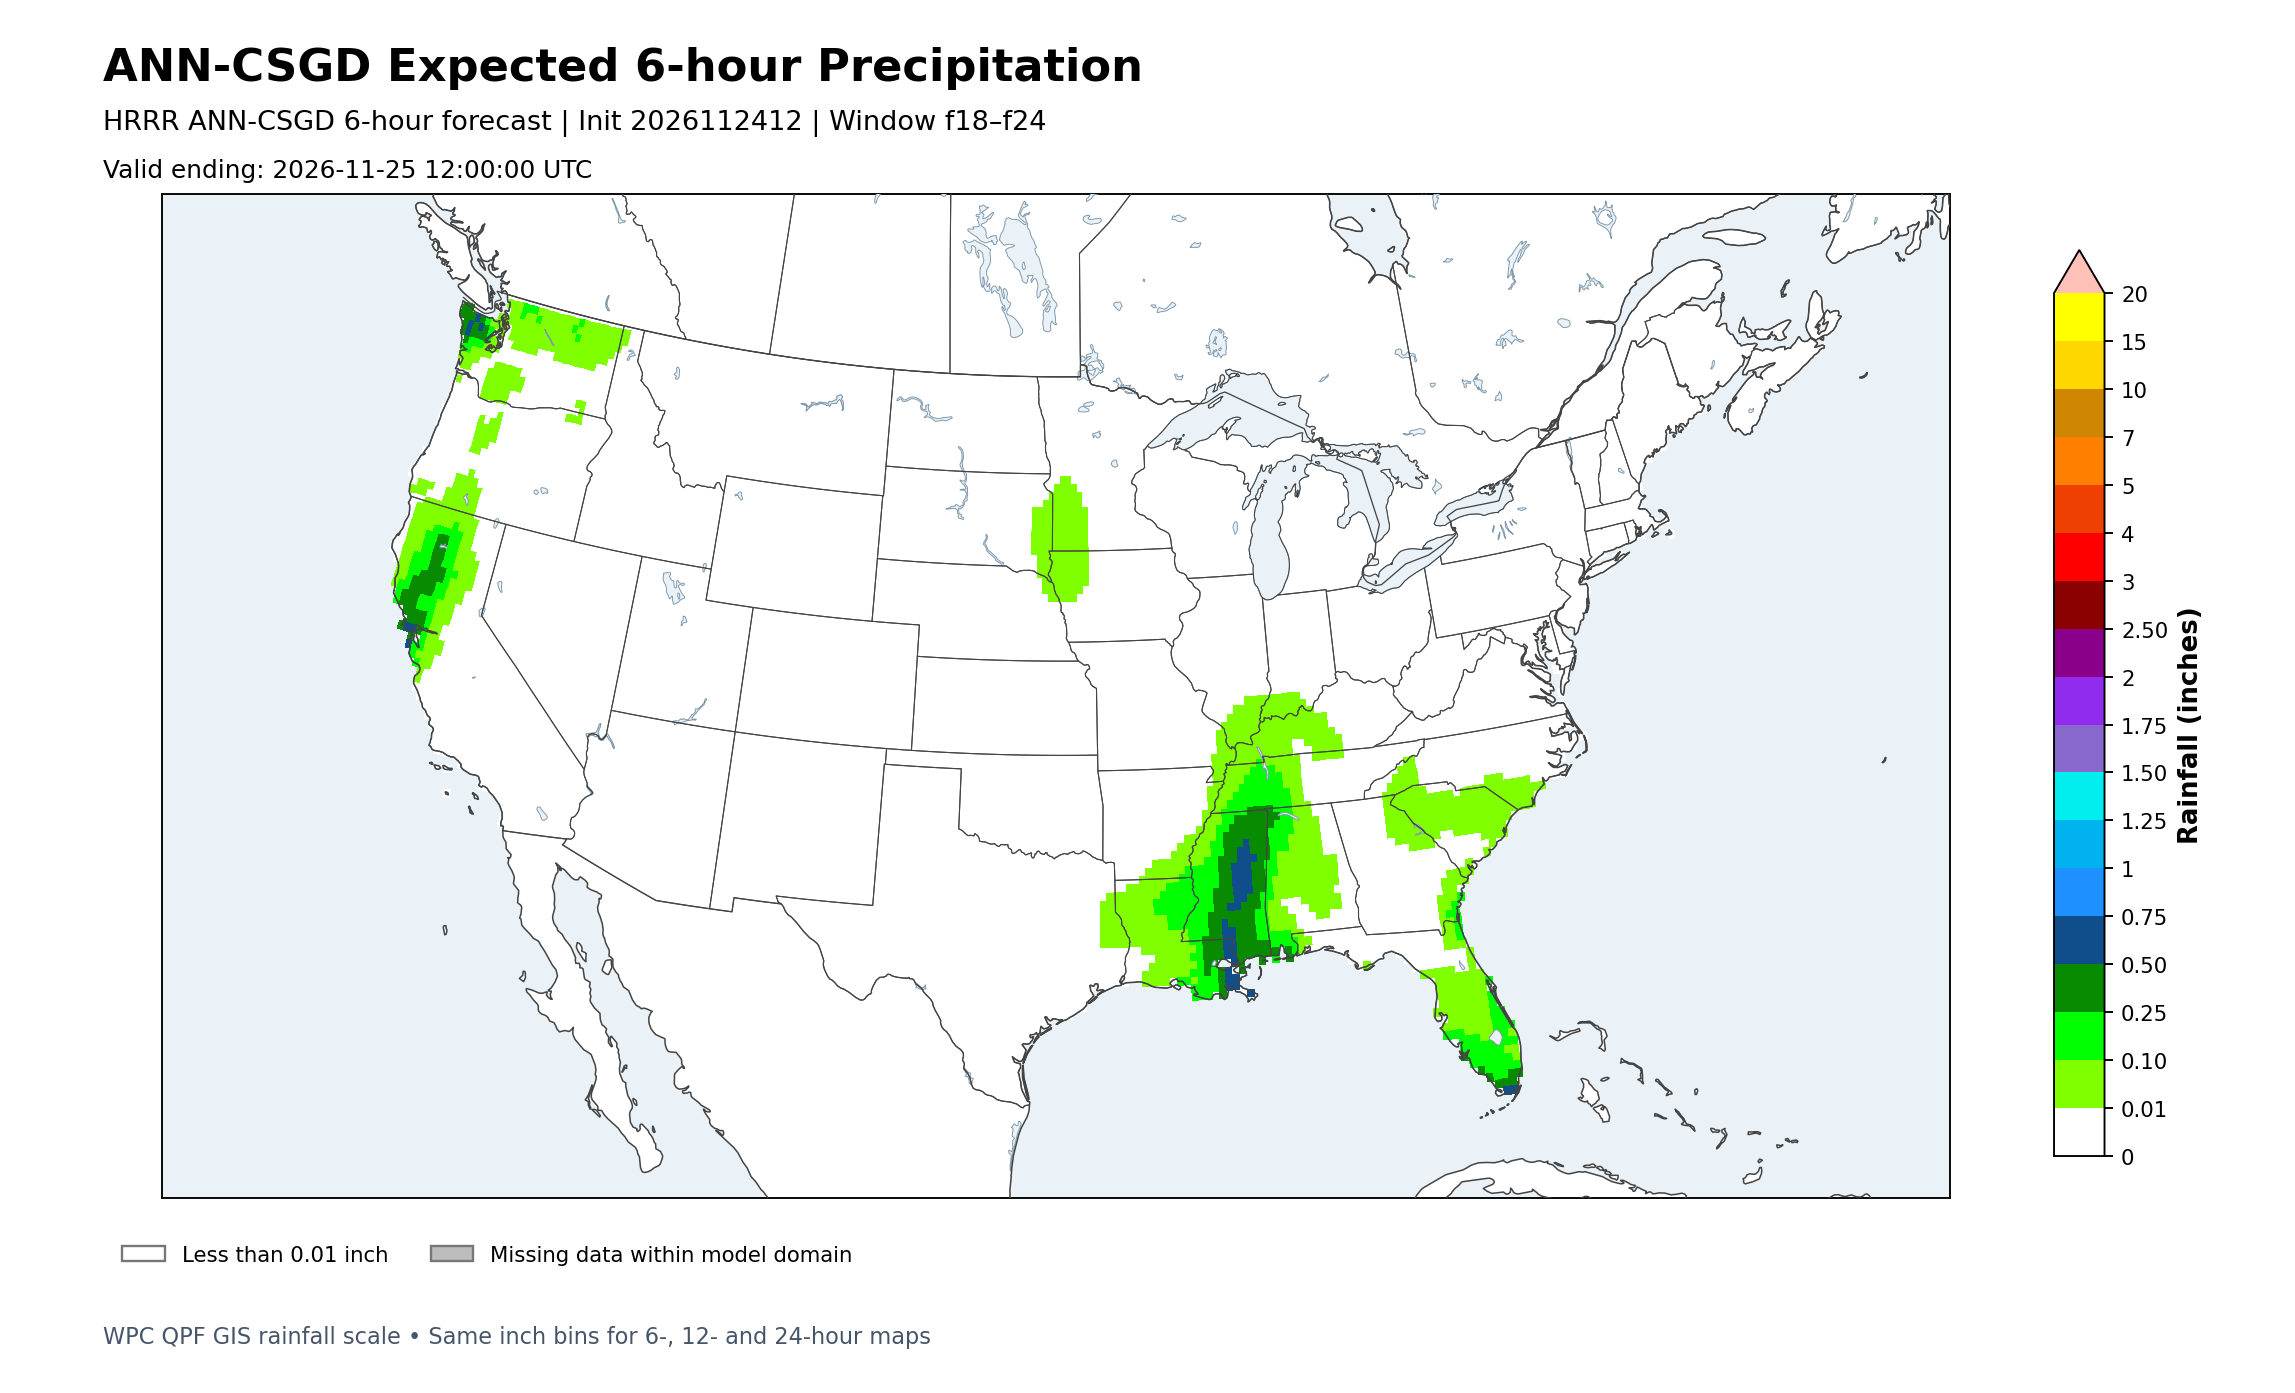 ANN-CSGD Expected 6-hour Precipitation
HRRR ANN-CSGD 6-hour forecast | Init 2026112412 | Window f18–f24
Valid ending: 2026-11-25 12:00:00 UTC
20
15
10
7
5
4
3
2.50
2
1.75
1.50
1.25
1
0.75
0.50
0.25
0.10
0.01
0
Rainfall (inches)
Less than 0.01 inch
Missing data within model domain
WPC QPF GIS rainfall scale • Same inch bins for 6-, 12- and 24-hour maps